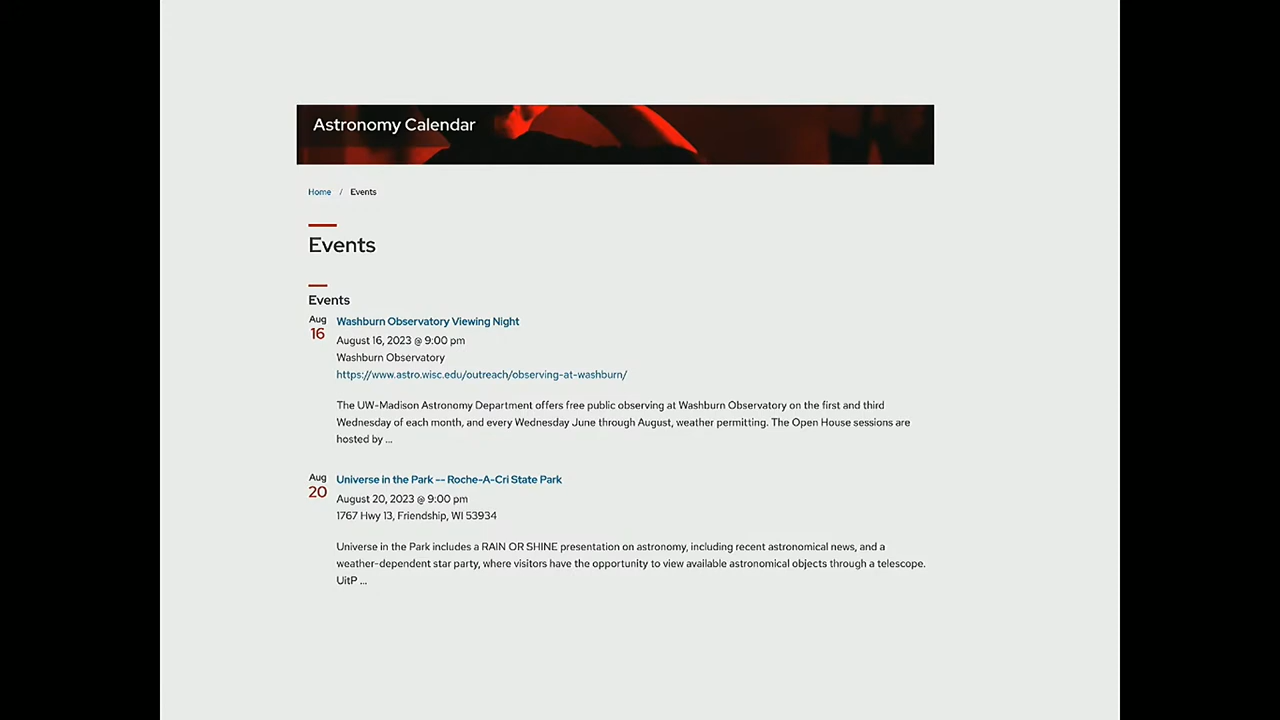 Astronomy Calendar
Home / Events
Events
Events
Aug
16
Washburn Observatory Viewing Night
August 16, 2023 @ 9:00 pm
Washburn Observatory
https://www.astro.wisc.edu/outreach/observing-at-washburn/
The UW-Madison Astronomy Department offers free public observing at Washburn Observatory on the first and third
Wednesday of each month, and every Wednesday June through August, weather permitting. The Open House sessions are
hosted by ...
Aug
20
Universe in the Park -- Roche-A-Cri State Park
August 20, 2023 @ 9:00 pm
1767 Hwy 13, Friendship, WI 53934
Universe in the Park includes a RAIN OR SHINE presentation on astronomy, including recent astronomical news, and a
weather-dependent star party, where visitors have the opportunity to view available astronomical objects through a telescope.
UitP ...